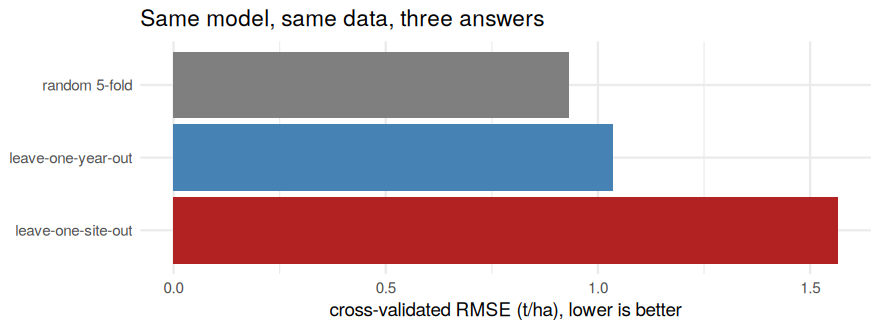 Same model, same data, three answers
random 5-fold
leave-one-year-out
leave-one-site-out
0.0 0.5 1.0 1.5
cross-validated RMSE (t/ha), lower is better